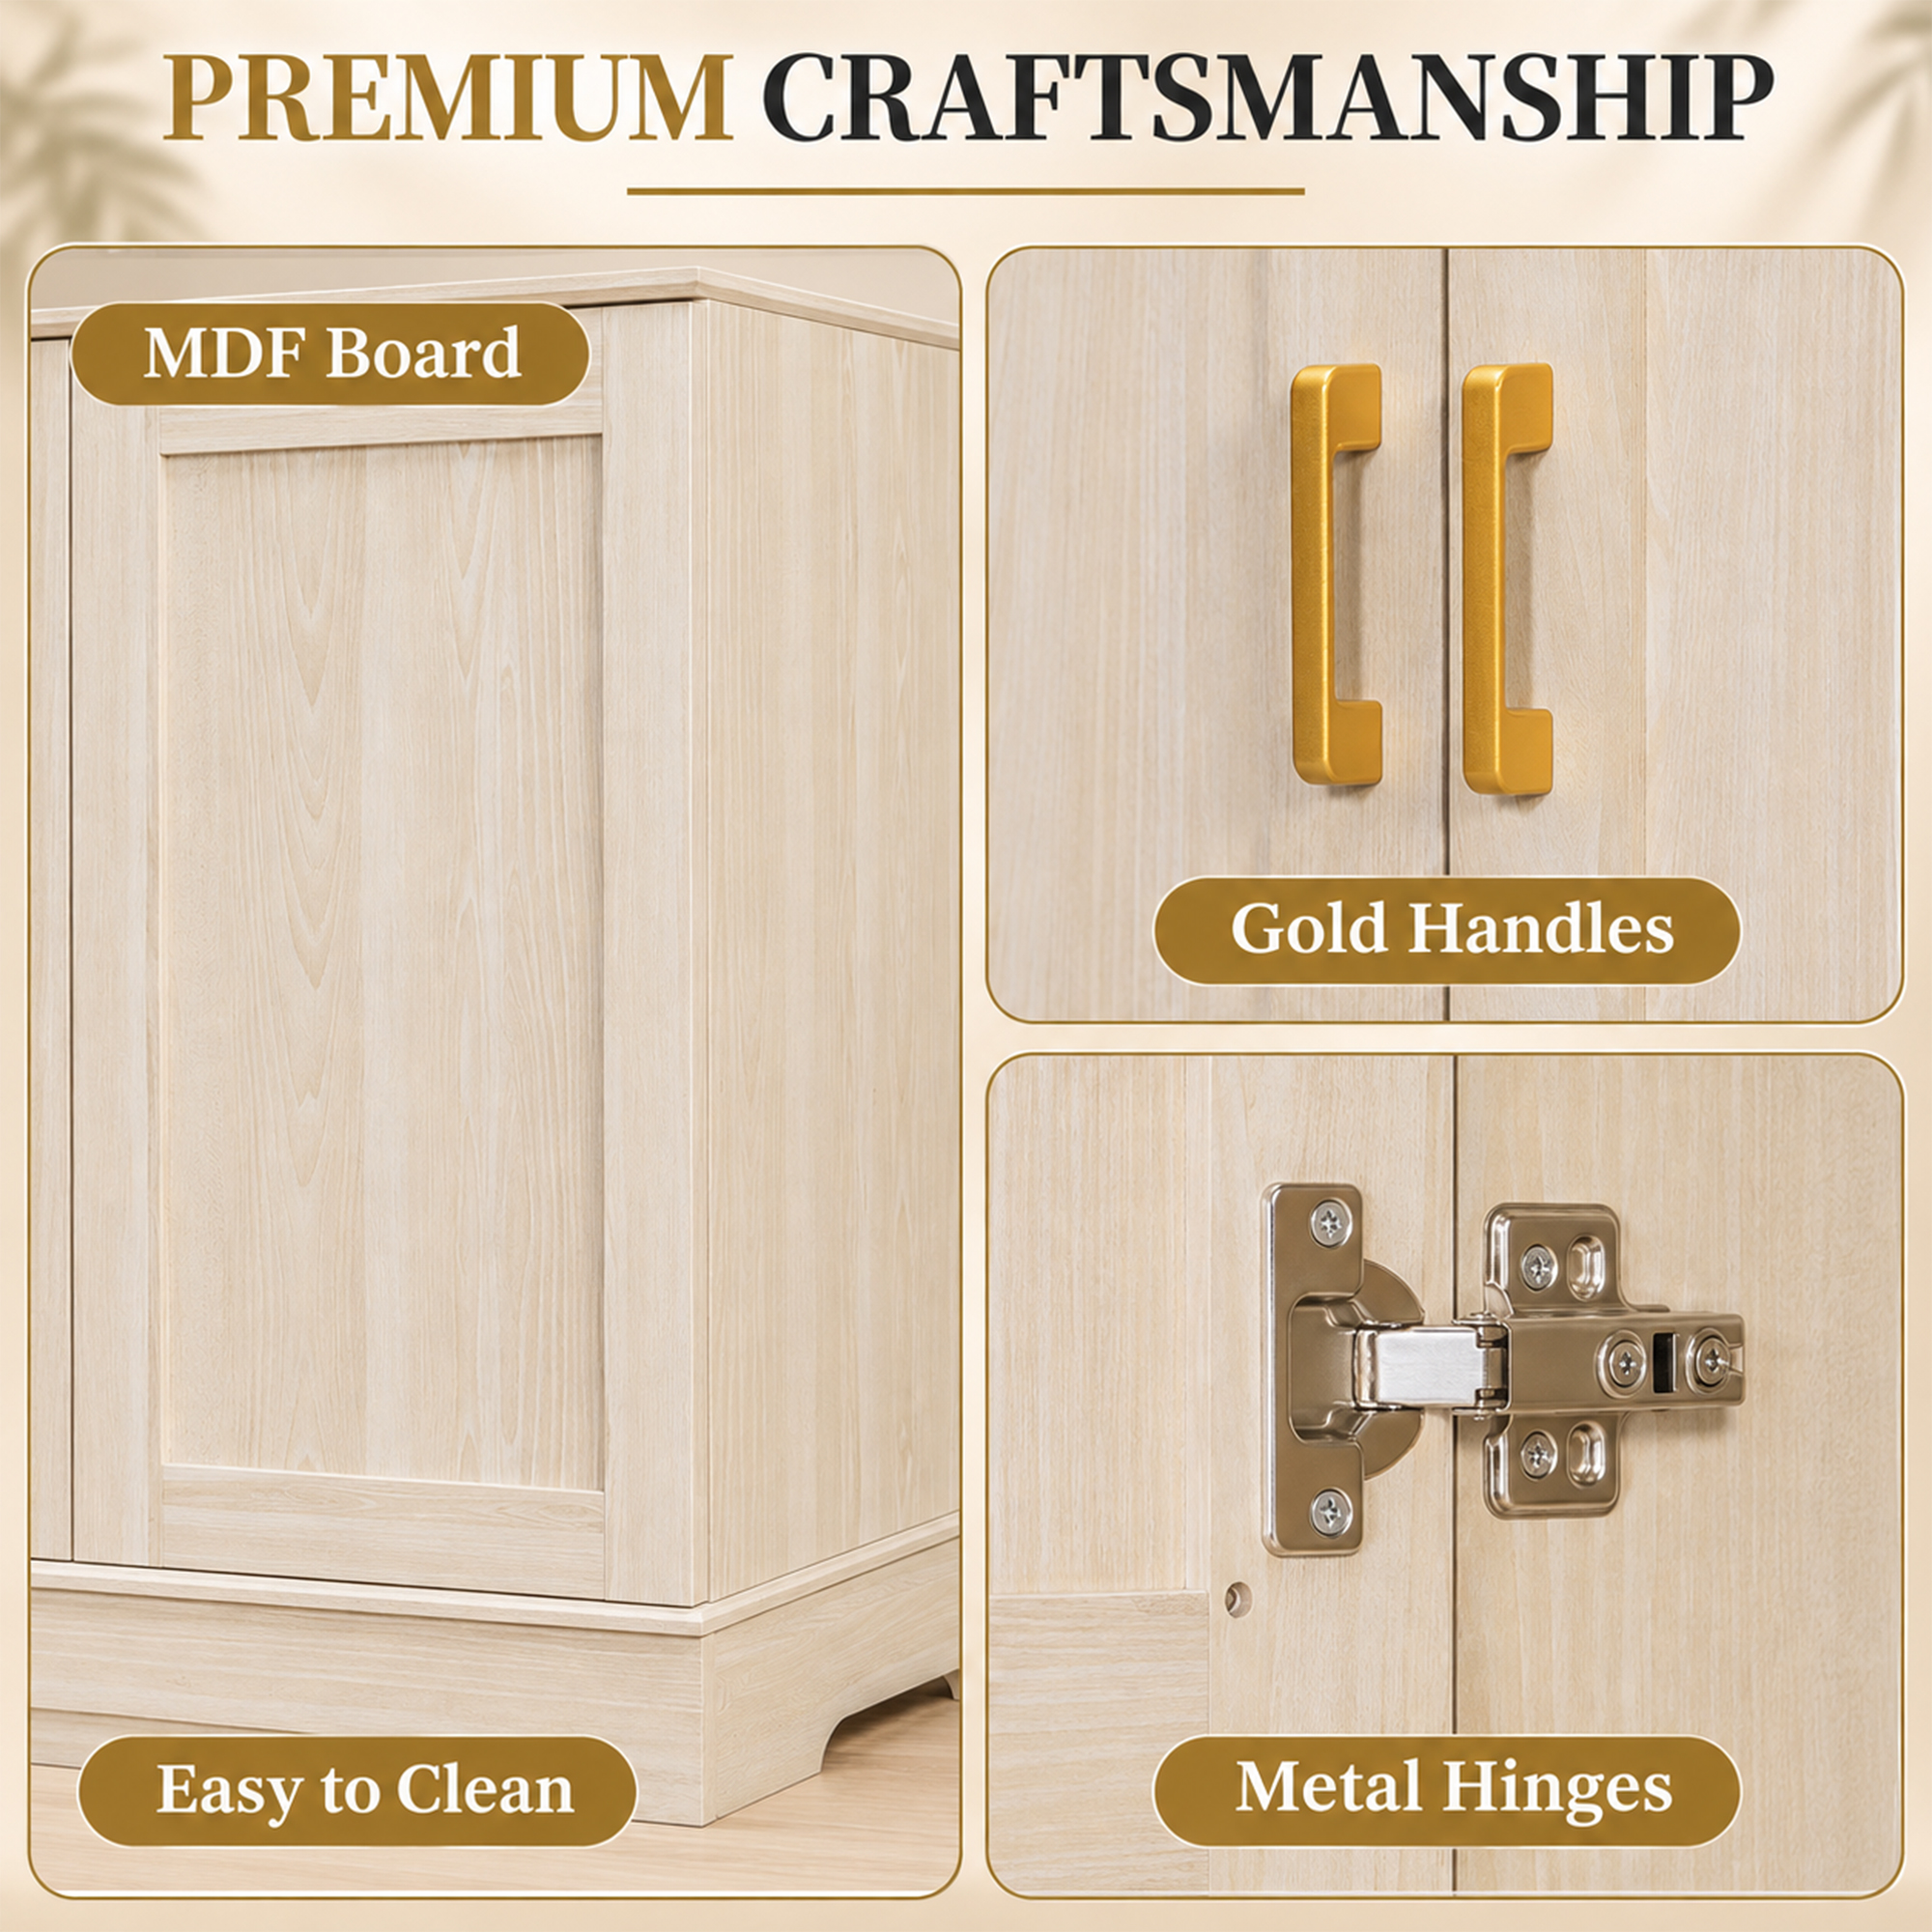 PREMIUM CRAFTSMANSHIP
MDF Board
Easy to Clean
Gold Handles
Metal Hinges